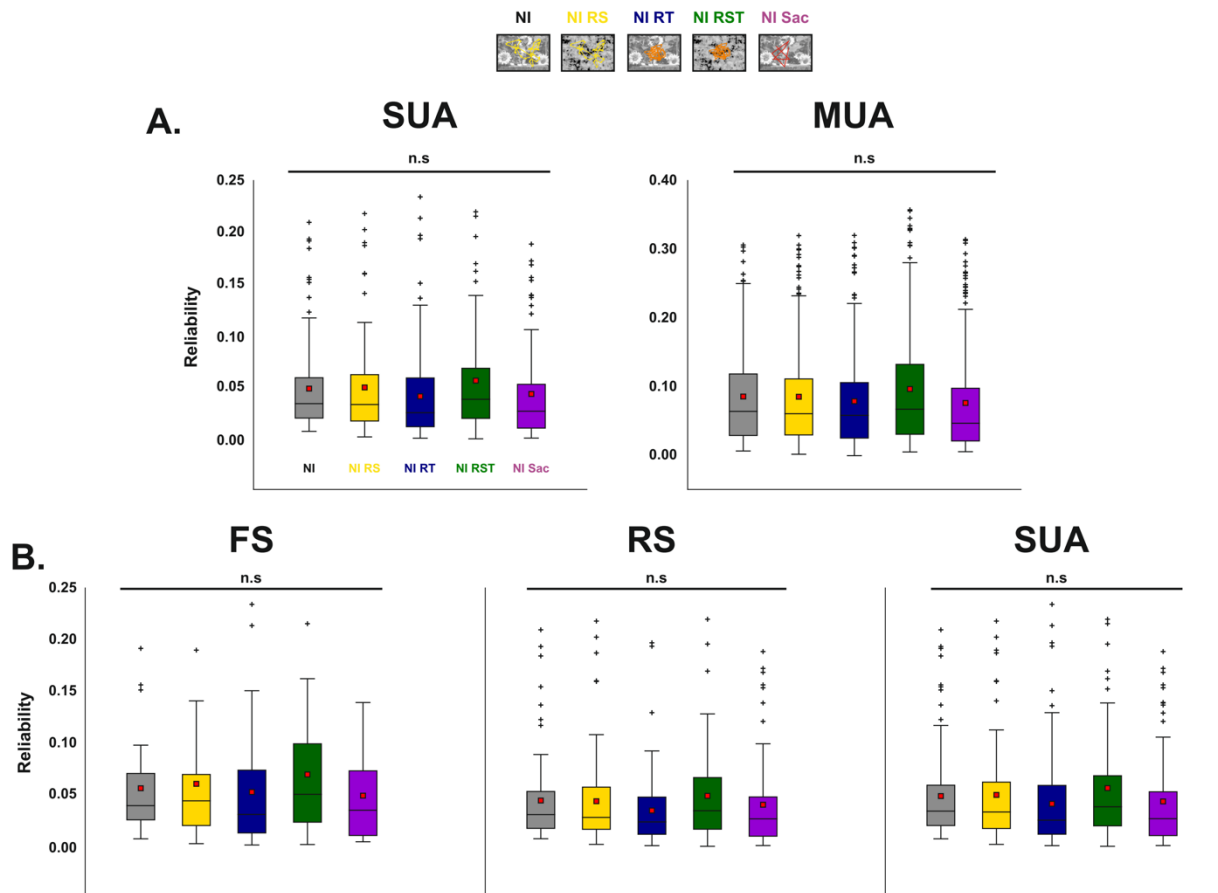 NI NI RS NI RT NI RST NI Sac
A.
SUA
MUA
n.s
n.s
0.25
0.20
0.15
0.10
0.05
0.00
Reliability
NI NI RS NI RT NI RST NI Sac
0.40
0.30
0.20
0.10
0.00
B.
FS
RS
SUA
n.s
n.s
n.s
0.25
0.20
0.15
0.10
0.05
0.00
Reliability